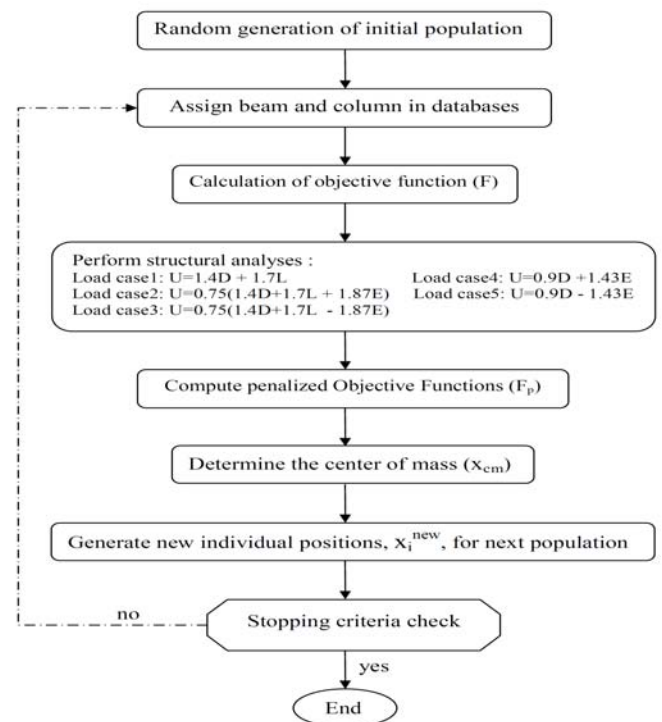 Random generation of initial population
Assign beam and column in databases
Calculation of objective function (F)
Perform structural analyses :
Load case1: U=1.4D + 1.7L
Load case2: U=0.75(1.4D+1.7L + 1.87E)
Load case3: U=0.75(1.4D+1.7L - 1.87E)
Load case4: U=0.9D +1.43E
Load case5: U=0.9D - 1.43E
Compute penalized Objective Functions (Fp)
Determine the center of mass (xcm)
Generate new individual positions, xi^new, for next population
no
Stopping criteria check
yes
End